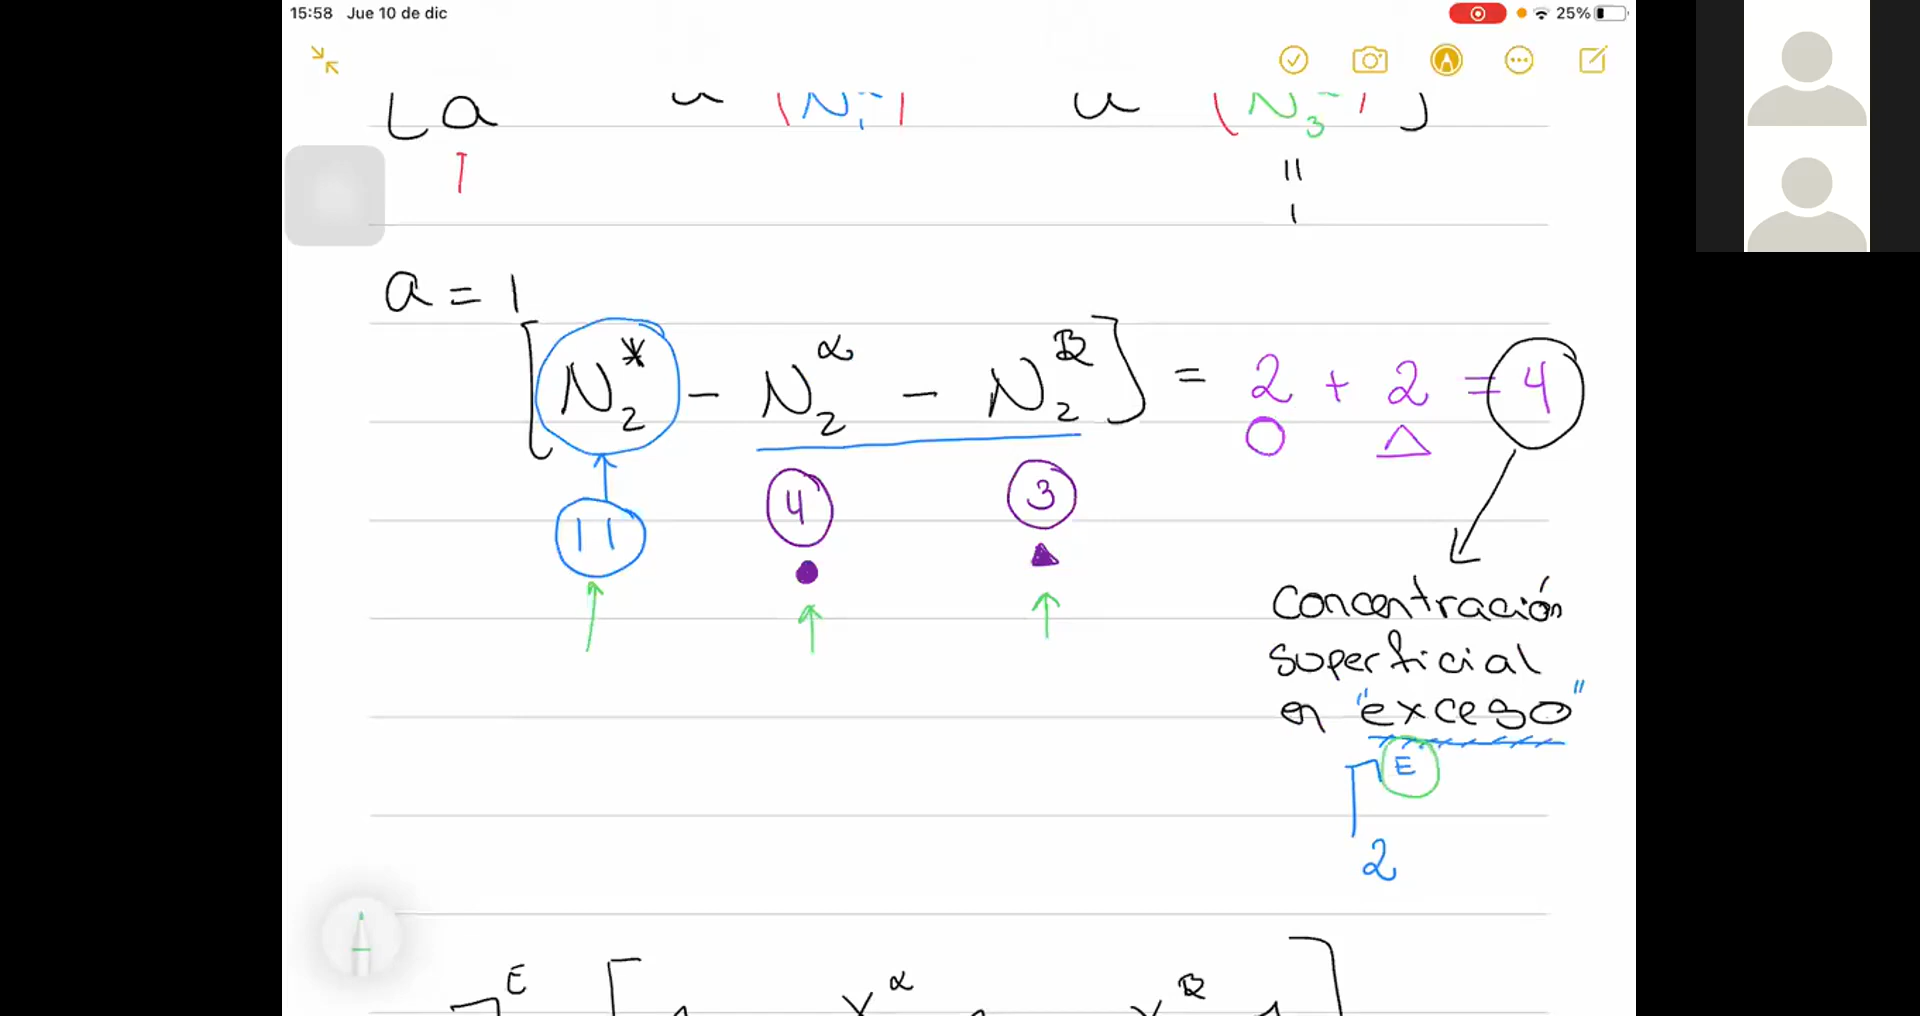 15:58 Jue 10 de dic 25%
a = 1
[N₂* - N₂^α - N₂^β] = 2 + 2 = 4
11 4 3
Concentración
superficial
en "exceso"
Γ₂^E